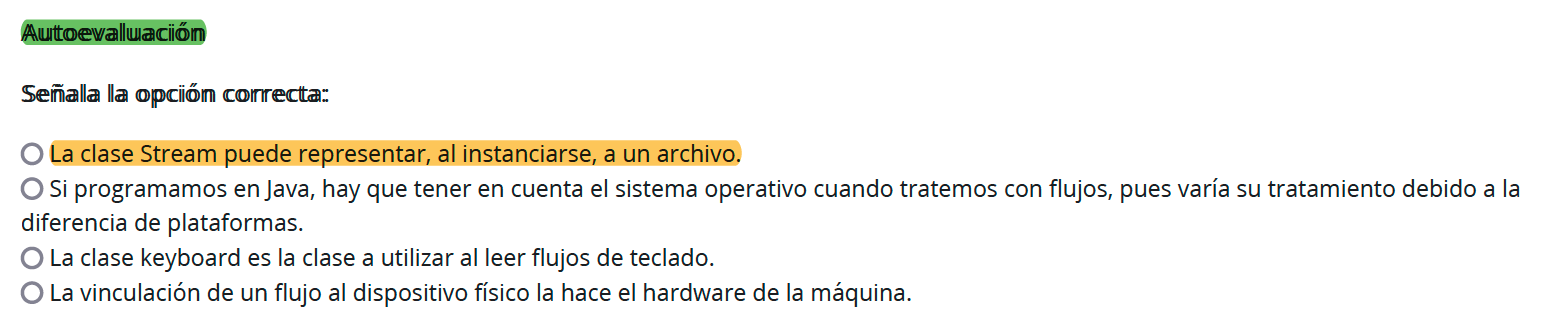 Autoevaluación
Señala la opción correcta:
La clase Stream puede representar, al instanciarse, a un archivo.
Si programamos en Java, hay que tener en cuenta el sistema operativo cuando tratemos con flujos, pues varía su tratamiento debido a la
diferencia de plataformas.
La clase keyboard es la clase a utilizar al leer flujos de teclado.
La vinculación de un flujo al dispositivo físico la hace el hardware de la máquina.